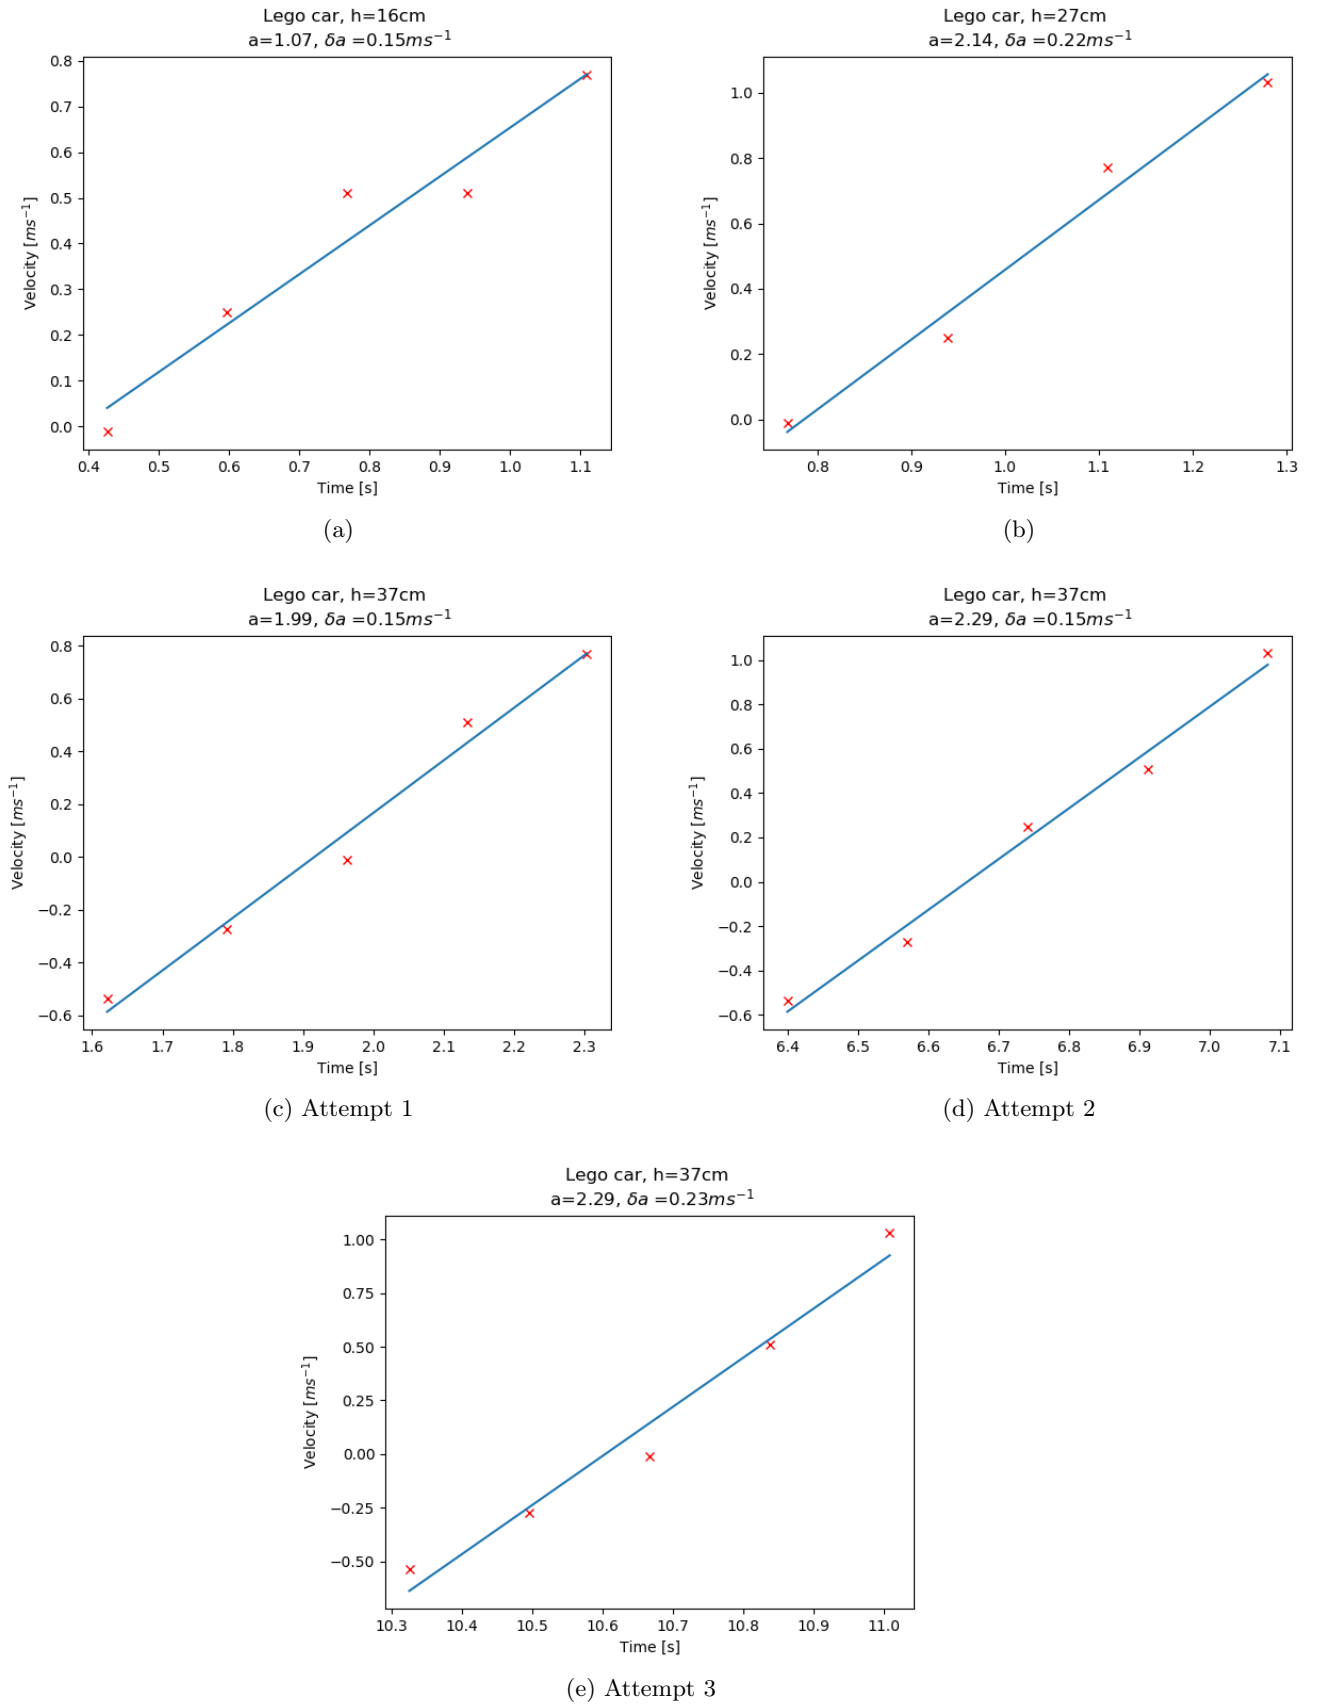 Lego car, h=16cm
a=1.07, δa =0.15ms⁻¹
0.8
0.7
0.6
0.5
0.4
0.3
0.2
0.1
0.0
Velocity [ms⁻¹]
0.4 0.5 0.6 0.7 0.8 0.9 1.0 1.1
Time [s]
(a)
Lego car, h=27cm
a=2.14, δa =0.22ms⁻¹
1.0
0.8
0.6
0.4
0.2
0.0
Velocity [ms⁻¹]
0.8 0.9 1.0 1.1 1.2 1.3
Time [s]
(b)
Lego car, h=37cm
a=1.99, δa =0.15ms⁻¹
0.8
0.6
0.4
0.2
0.0
−0.2
−0.4
−0.6
Velocity [ms⁻¹]
1.6 1.7 1.8 1.9 2.0 2.1 2.2 2.3
Time [s]
(c) Attempt 1
Lego car, h=37cm
a=2.29, δa =0.15ms⁻¹
1.0
0.8
0.6
0.4
0.2
0.0
−0.2
−0.4
−0.6
Velocity [ms⁻¹]
6.4 6.5 6.6 6.7 6.8 6.9 7.0 7.1
Time [s]
(d) Attempt 2
Lego car, h=37cm
a=2.29, δa =0.23ms⁻¹
1.00
0.75
0.50
0.25
0.00
−0.25
−0.50
Velocity [ms⁻¹]
10.3 10.4 10.5 10.6 10.7 10.8 10.9 11.0
Time [s]
(e) Attempt 3